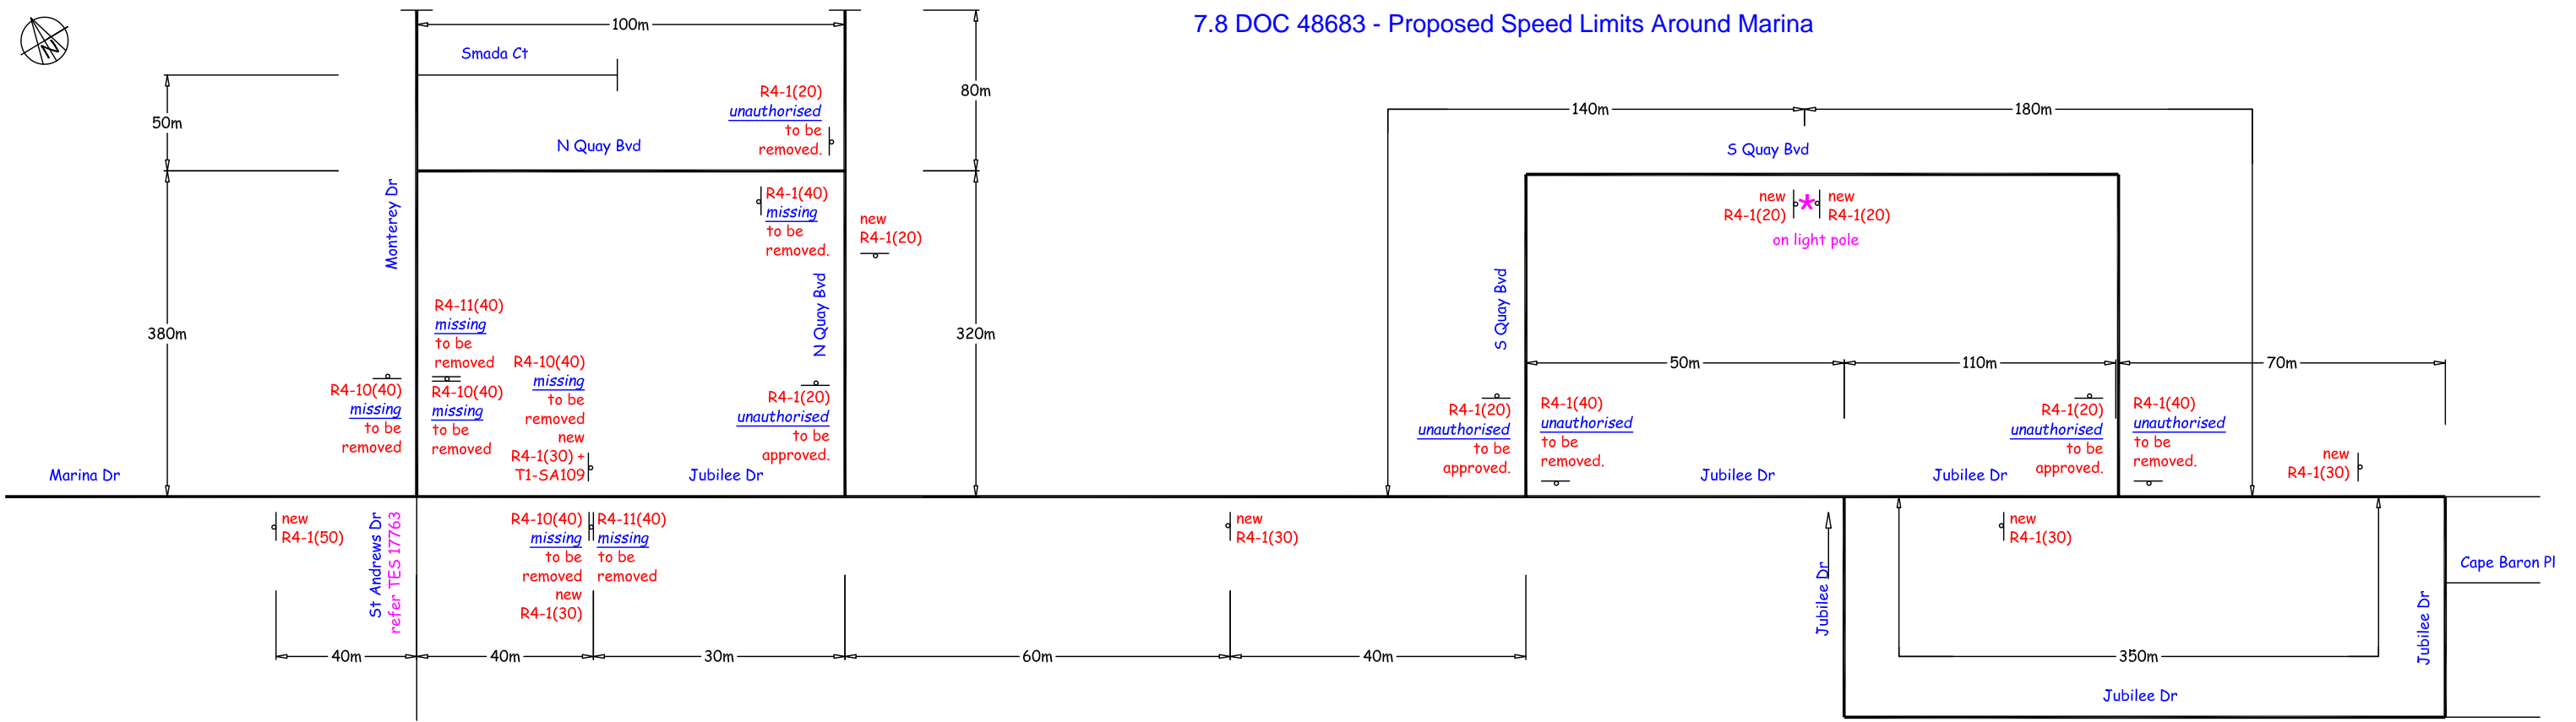 7.8 DOC 48683 - Proposed Speed Limits Around Marina
N
100m
Smada Ct
50m
80m
R4-1(20)
unauthorised
to be
removed.
N Quay Bvd
Monterey Dr
R4-1(40)
missing
to be
removed.
new
R4-1(20)
N Quay Bvd
380m
320m
R4-11(40)
missing
to be
removed
R4-10(40)
missing
to be
removed
R4-10(40)
missing
to be
removed
R4-10(40)
missing
to be
removed
new
R4-1(30) +
T1-SA109
R4-1(20)
unauthorised
to be
approved.
Marina Dr
Jubilee Dr
new
R4-1(50)
St Andrews Dr
refer TES 17763
R4-10(40)
missing
to be
removed
new
R4-1(30)
R4-11(40)
missing
to be
removed
new
R4-1(30)
40m
40m
30m
60m
40m
140m
180m
S Quay Bvd
new
R4-1(20)
*
new
R4-1(20)
on light pole
S Quay Bvd
50m
110m
70m
R4-1(20)
unauthorised
to be
approved.
R4-1(40)
unauthorised
to be
removed.
Jubilee Dr
Jubilee Dr
R4-1(20)
unauthorised
to be
approved.
R4-1(40)
unauthorised
to be
removed.
new
R4-1(30)
new
R4-1(30)
Jubilee Dr
Cape Baron Pl
Jubilee Dr
350m
Jubilee Dr